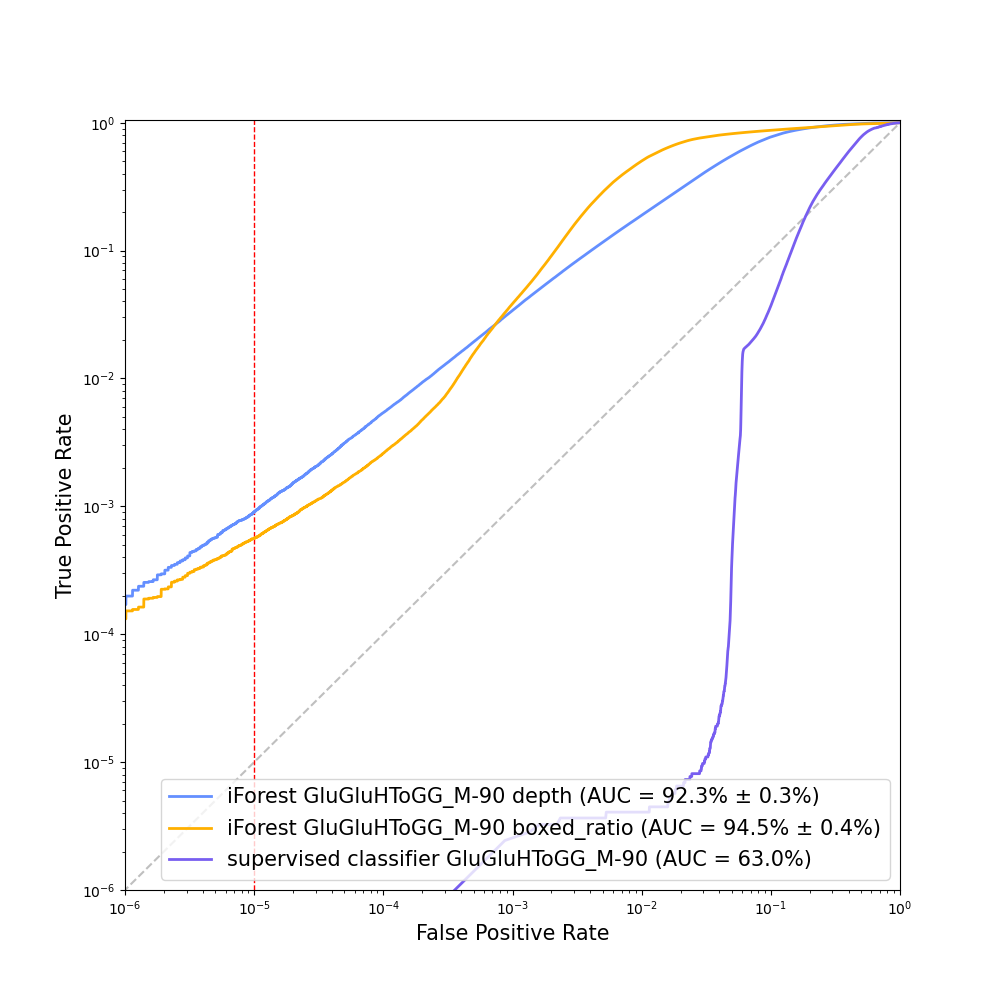 10⁰
10⁻¹
10⁻²
10⁻³
10⁻⁴
10⁻⁵
10⁻⁶
True Positive Rate
iForest GluGluHToGG_M-90 depth (AUC = 92.3% ± 0.3%)
iForest GluGluHToGG_M-90 boxed_ratio (AUC = 94.5% ± 0.4%)
supervised classifier GluGluHToGG_M-90 (AUC = 63.0%)
10⁻⁶ 10⁻⁵ 10⁻⁴ 10⁻³ 10⁻² 10⁻¹ 10⁰
False Positive Rate